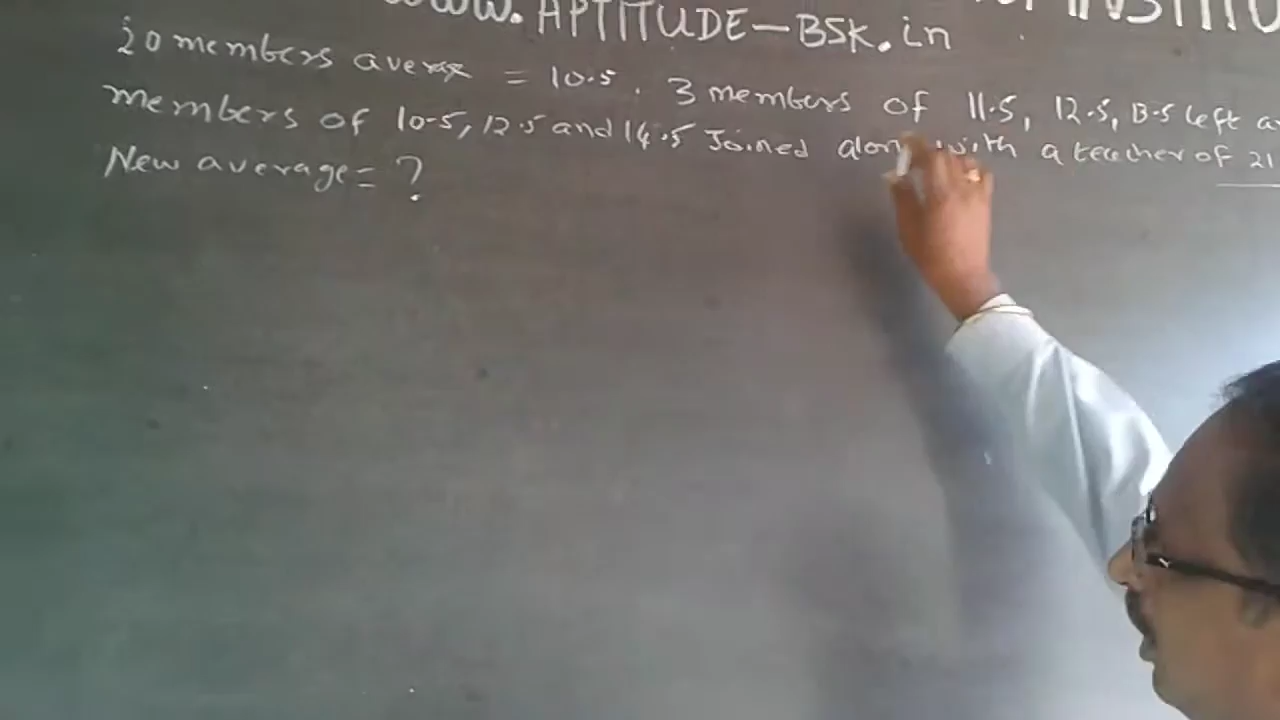 www.APTITUDE-BSK.in INSTITU
20 members average = 10.5. 3 members of 11.5, 12.5, 13.5 left a
members of 10.5, 12.5 and 14.5 Joined along with a teacher of 21
New average = ?